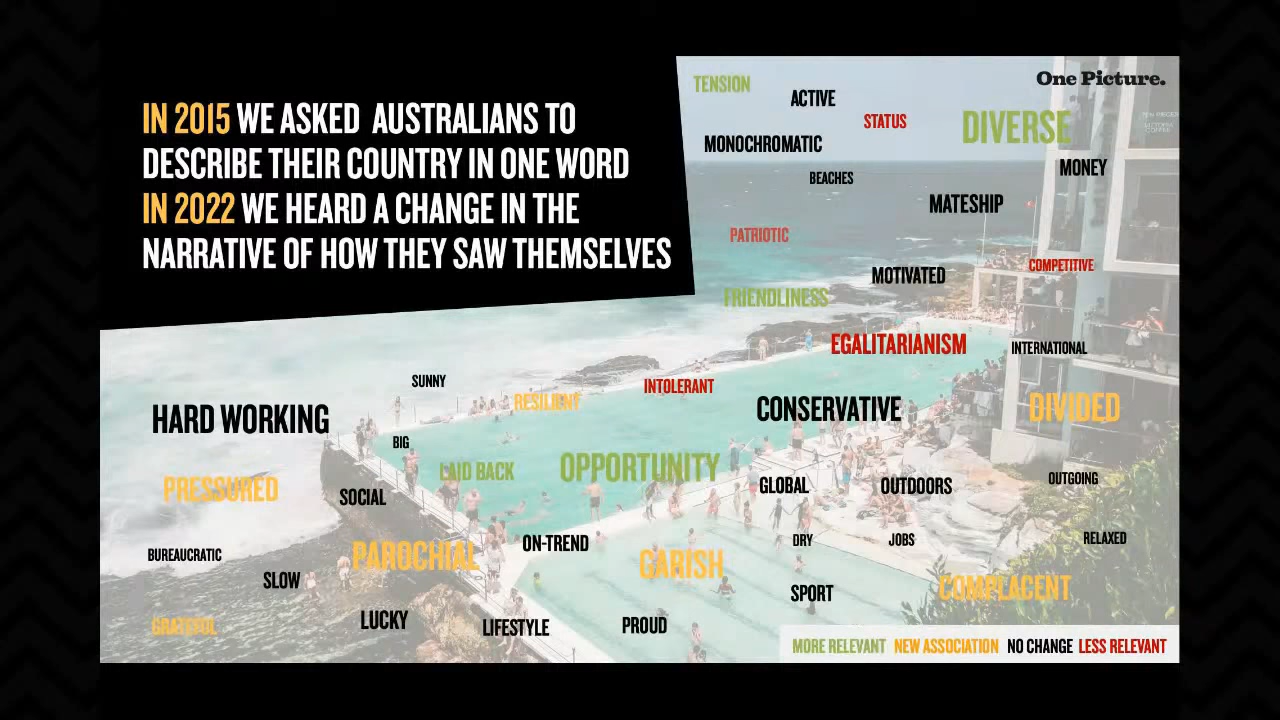 IN 2015 WE ASKED AUSTRALIANS TO
DESCRIBE THEIR COUNTRY IN ONE WORD
IN 2022 WE HEARD A CHANGE IN THE
NARRATIVE OF HOW THEY SAW THEMSELVES
One Picture.
TENSION
ACTIVE
STATUS
DIVERSE
MONOCHROMATIC
MONEY
BEACHES
MATESHIP
PATRIOTIC
COMPETITIVE
MOTIVATED
FRIENDLINESS
EGALITARIANISM
INTERNATIONAL
SUNNY
INTOLERANT
RESILIENT
CONSERVATIVE
DIVIDED
HARD WORKING
BIG
LAID BACK
OPPORTUNITY
PRESSURED
SOCIAL
GLOBAL
OUTDOORS
OUTGOING
BUREAUCRATIC
PAROCHIAL
ON-TREND
DRY
JOBS
RELAXED
SLOW
GARISH
SPORT
COMPLACENT
GRATEFUL
LUCKY
LIFESTYLE
PROUD
MORE RELEVANT NEW ASSOCIATION NO CHANGE LESS RELEVANT